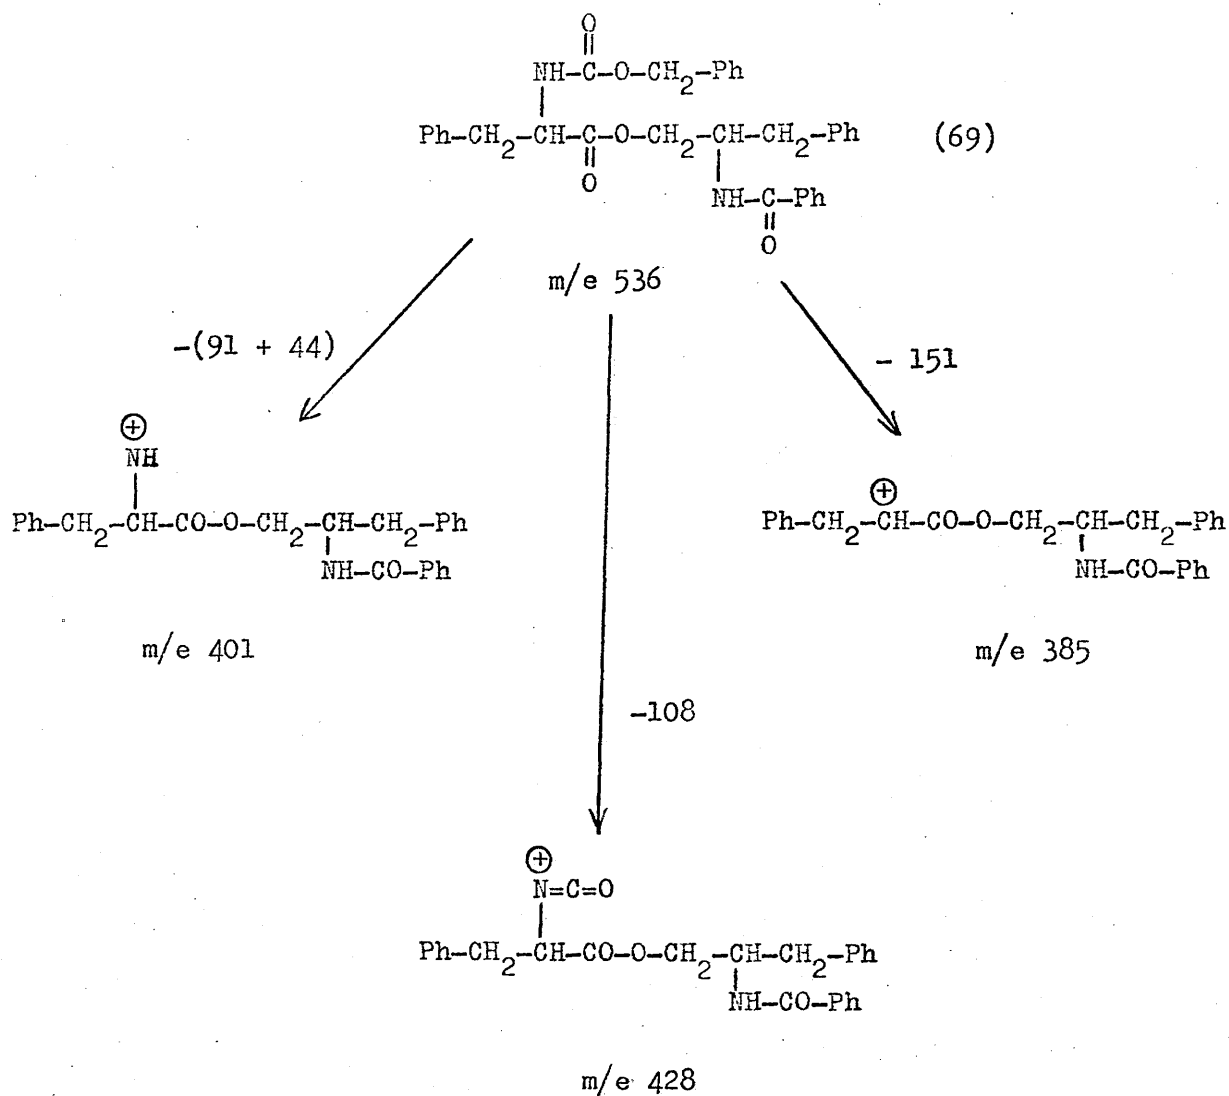 O
NH-C-O-CH2-Ph
Ph-CH2-CH-C-O-CH2-CH-CH2-Ph (69)
O NH-C-Ph
O
m/e 536
-(91 + 44)
- 151
+
NH
Ph-CH2-CH-CO-O-CH2-CH-CH2-Ph
NH-CO-Ph
m/e 401
+
Ph-CH2-CH-CO-O-CH2-CH-CH2-Ph
NH-CO-Ph
m/e 385
-108
+
N=C=O
Ph-CH2-CH-CO-O-CH2-CH-CH2-Ph
NH-CO-Ph
m/e 428